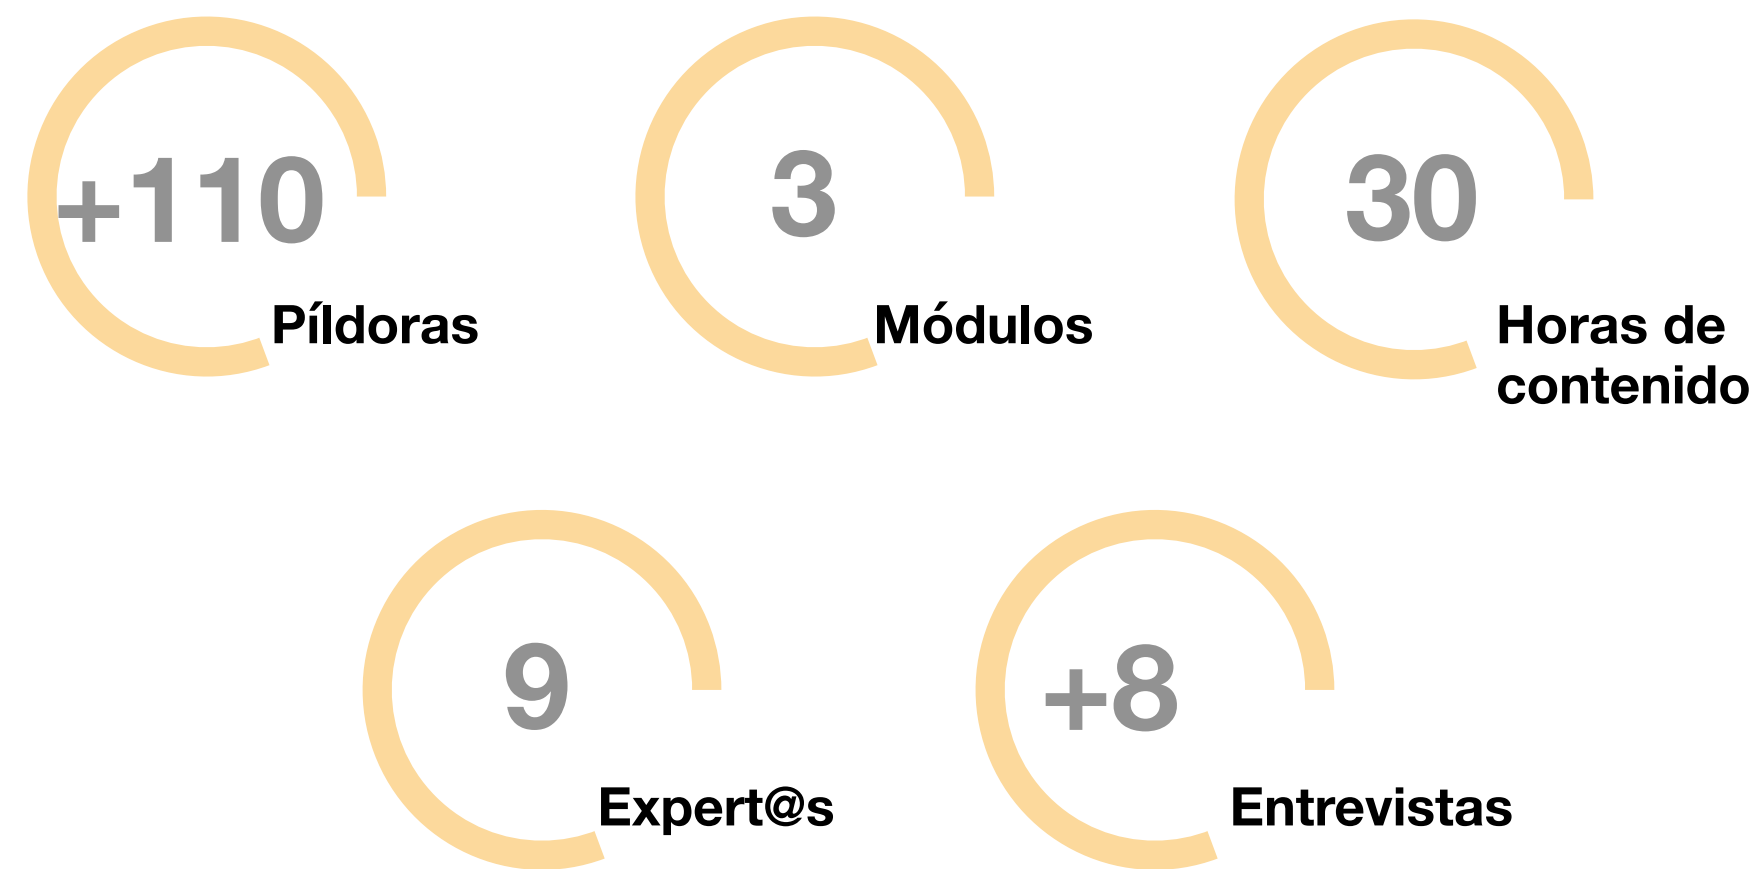 +110
Píldoras
3
Módulos
30
Horas de
contenido
9
Expert@s
+8
Entrevistas